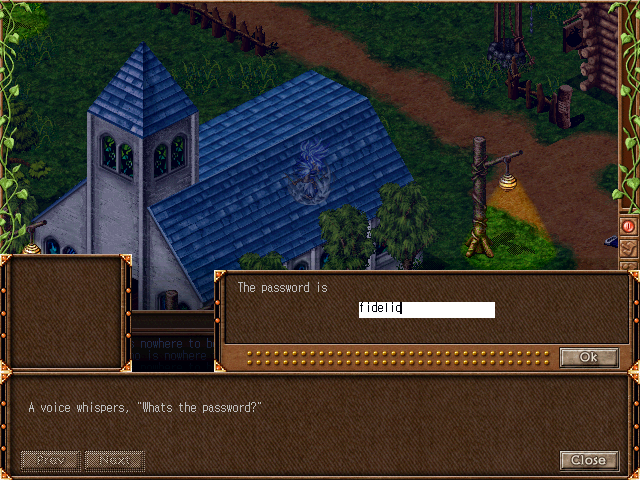 The password is
fidelio
Ok
s nowhere to b
o is nowhere
A voice whispers, "Whats the password?"
Prev
Next
Close